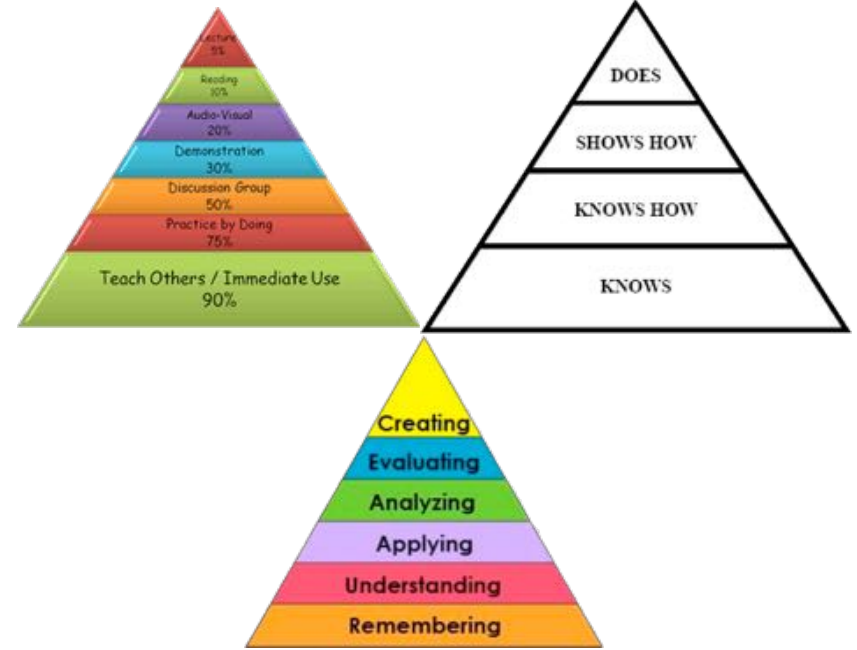 Lecture
5%
Reading
10%
Audio-Visual
20%
Demonstration
30%
Discussion Group
50%
Practice by Doing
75%
Teach Others / Immediate Use
90%
DOES
SHOWS HOW
KNOWS HOW
KNOWS
Creating
Evaluating
Analyzing
Applying
Understanding
Remembering